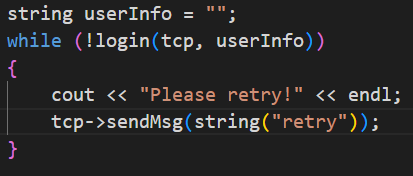 string userInfo = "";
while (!login(tcp, userInfo))
{
    cout << "Please retry!" << endl;
    tcp->sendMsg(string("retry"));
}